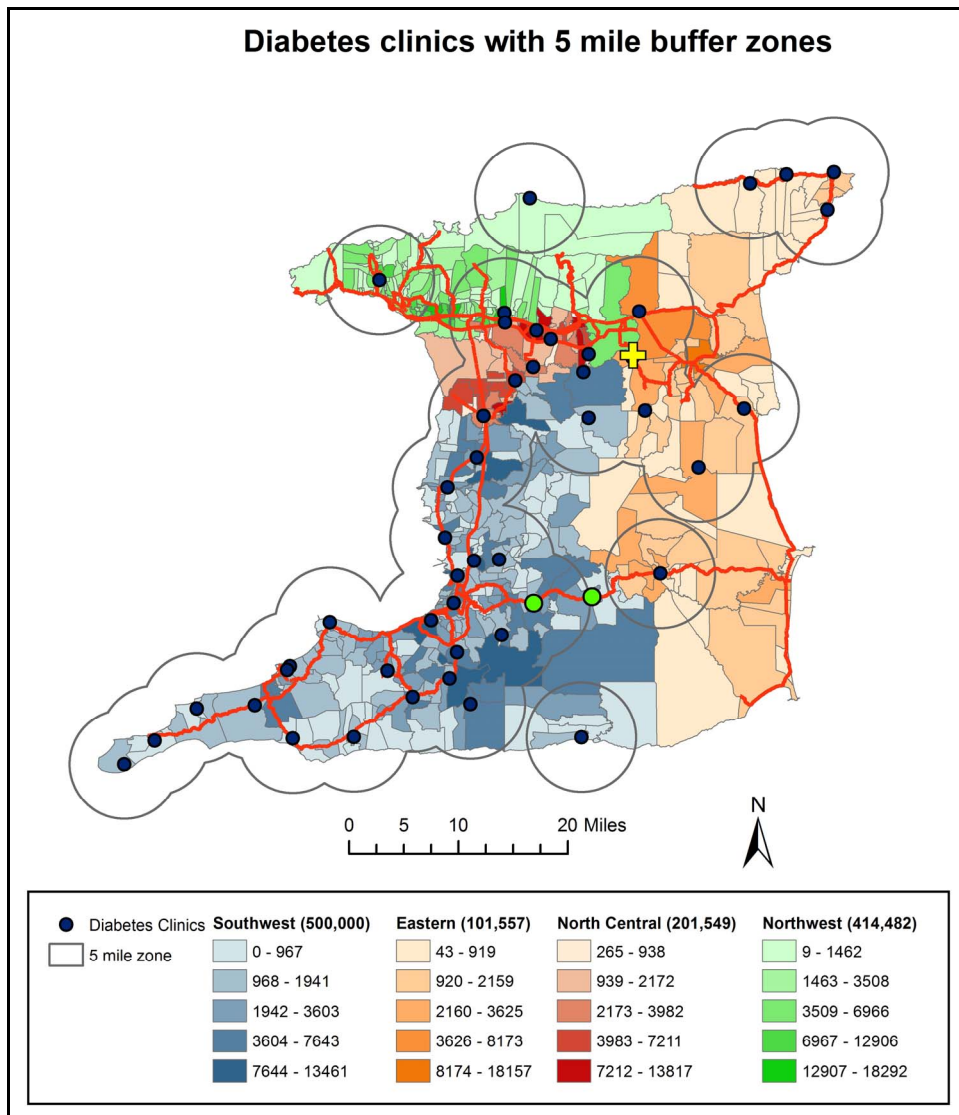 Diabetes clinics with 5 mile buffer zones
0 5 10 20 Miles
N
Diabetes Clinics
5 mile zone
Southwest (500,000)
0 - 967
968 - 1941
1942 - 3603
3604 - 7643
7644 - 13461
Eastern (101,557)
43 - 919
920 - 2159
2160 - 3625
3626 - 8173
8174 - 18157
North Central (201,549)
265 - 938
939 - 2172
2173 - 3982
3983 - 7211
7212 - 13817
Northwest (414,482)
9 - 1462
1463 - 3508
3509 - 6966
6967 - 12906
12907 - 18292